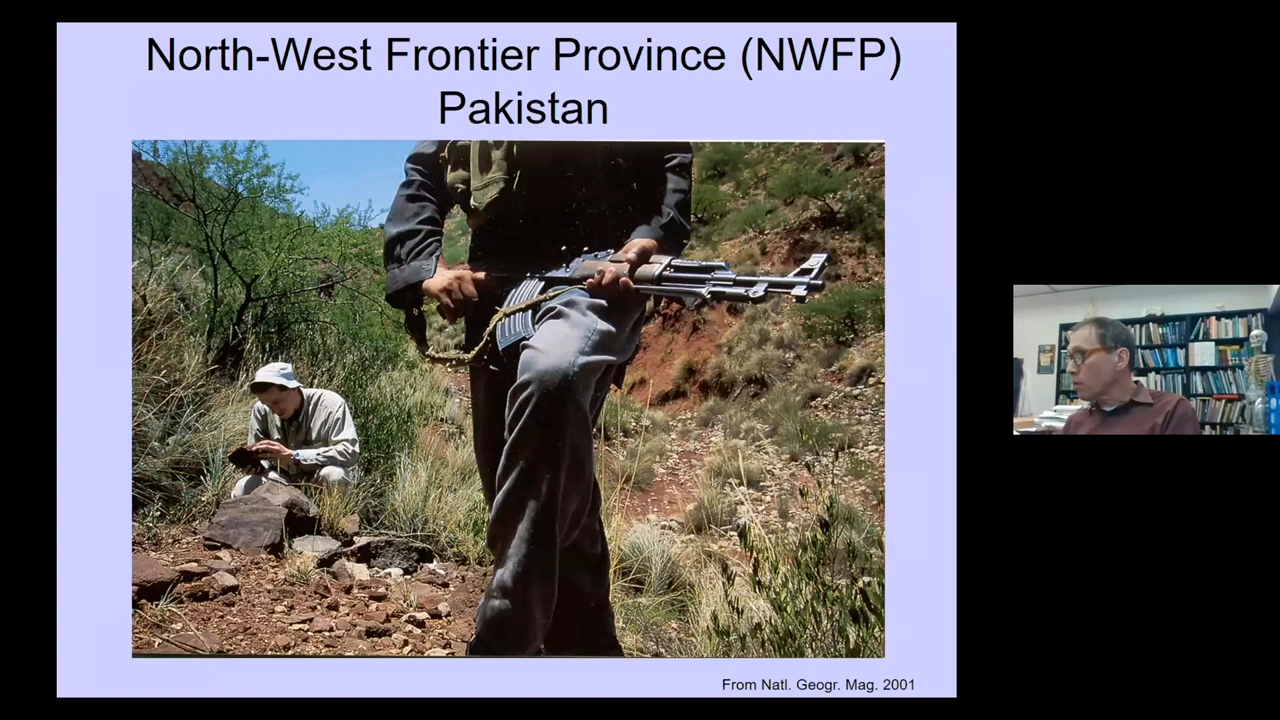 North-West Frontier Province (NWFP)
Pakistan
From Natl. Geogr. Mag. 2001